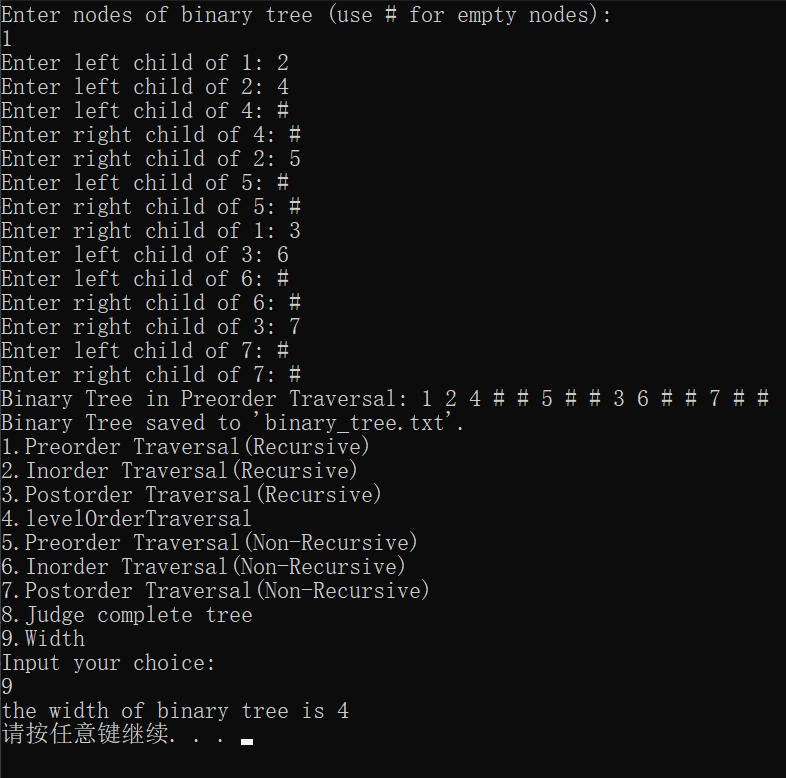 Enter nodes of binary tree (use # for empty nodes):
1
Enter left child of 1: 2
Enter left child of 2: 4
Enter left child of 4: #
Enter right child of 4: #
Enter right child of 2: 5
Enter left child of 5: #
Enter right child of 5: #
Enter right child of 1: 3
Enter left child of 3: 6
Enter left child of 6: #
Enter right child of 6: #
Enter right child of 3: 7
Enter left child of 7: #
Enter right child of 7: #
Binary Tree in Preorder Traversal: 1 2 4 # # 5 # # 3 6 # # 7 # #
Binary Tree saved to 'binary_tree.txt'.
1.Preorder Traversal(Recursive)
2.Inorder Traversal(Recursive)
3.Postorder Traversal(Recursive)
4.levelOrderTraversal
5.Preorder Traversal(Non-Recursive)
6.Inorder Traversal(Non-Recursive)
7.Postorder Traversal(Non-Recursive)
8.Judge complete tree
9.Width
Input your choice:
9
the width of binary tree is 4
请按任意键继续. . .